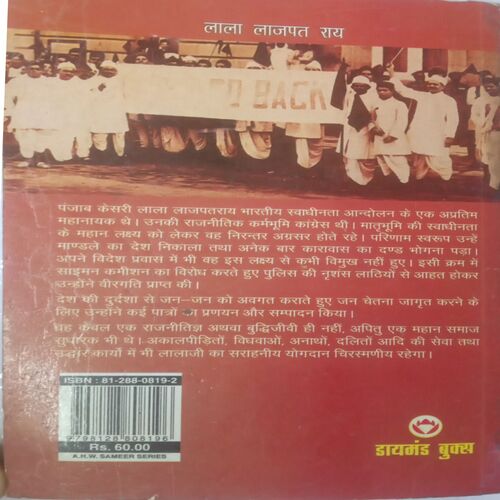 लाला लाजपत राय
GO BACK
पंजाब केसरी लाला लाजपतराय भारतीय स्वाधीनता आन्दोलन के एक अप्रतिम
महानायक थे। उनकी राजनीतिक कर्मभूमि कांग्रेस थी। मातृभूमि की स्वाधीनता
के महान लक्ष्य को लेकर वह निरन्तर अग्रसर होते रहे। परिणाम स्वरूप उन्हें
माण्डले का देश निकाला तथा अनेक बार कारावास का दण्ड भोगना पड़ा।
अपने विदेश प्रवास में भी वह इस लक्ष्य से कभी विमुख नहीं हुए। इसी क्रम में
साइमन कमीशन का विरोध करते हुए पुलिस की नृशंस लाठियों से आहत होकर
उन्होंने वीरगति प्राप्त की।
देश की दुर्दशा से जन-जन को अवगत कराते हुए जन चेतना जागृत करने के
लिए उन्होंने कई पात्रों का प्रणयन और सम्पादन किया।
वह केवल एक राजनीतिज्ञ अथवा बुद्धिजीवी ही नहीं, अपितु एक महान समाज
सुधारक भी थे। अकालपीड़ितों, विधवाओं, अनाथों, दलितों आदि की सेवा तथा
उद्धार कार्यों में भी लालाजी का सराहनीय योगदान चिरस्मणीय रहेगा।
ISBN : 81-288-0819-2
9798128808196
Rs. 60.00
A.H.W. SAMEER SERIES
डायमंड बुक्स